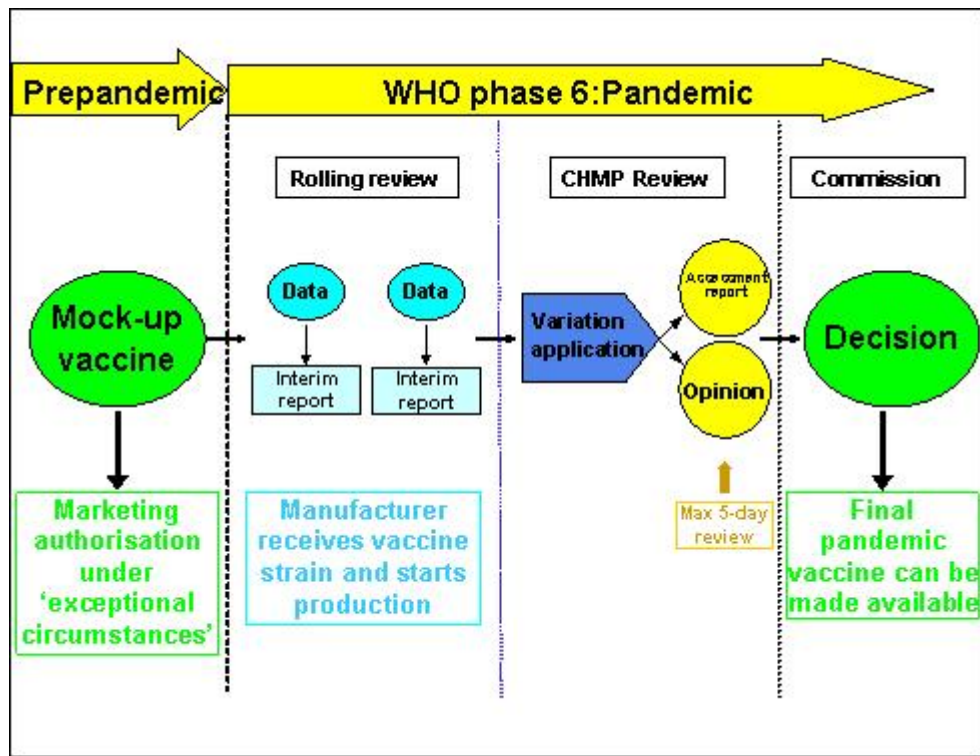 Prepandemic
WHO phase 6:Pandemic
Rolling review
CHMP Review
Commission
Mock-up
vaccine
Data
Data
Interim
report
Interim
report
Variation
application
Assessment
report
Opinion
Decision
Marketing
authorisation
under
‘exceptional
circumstances’
Manufacturer
receives vaccine
strain and starts
production
Max 5-day
review
Final
pandemic
vaccine can be
made available